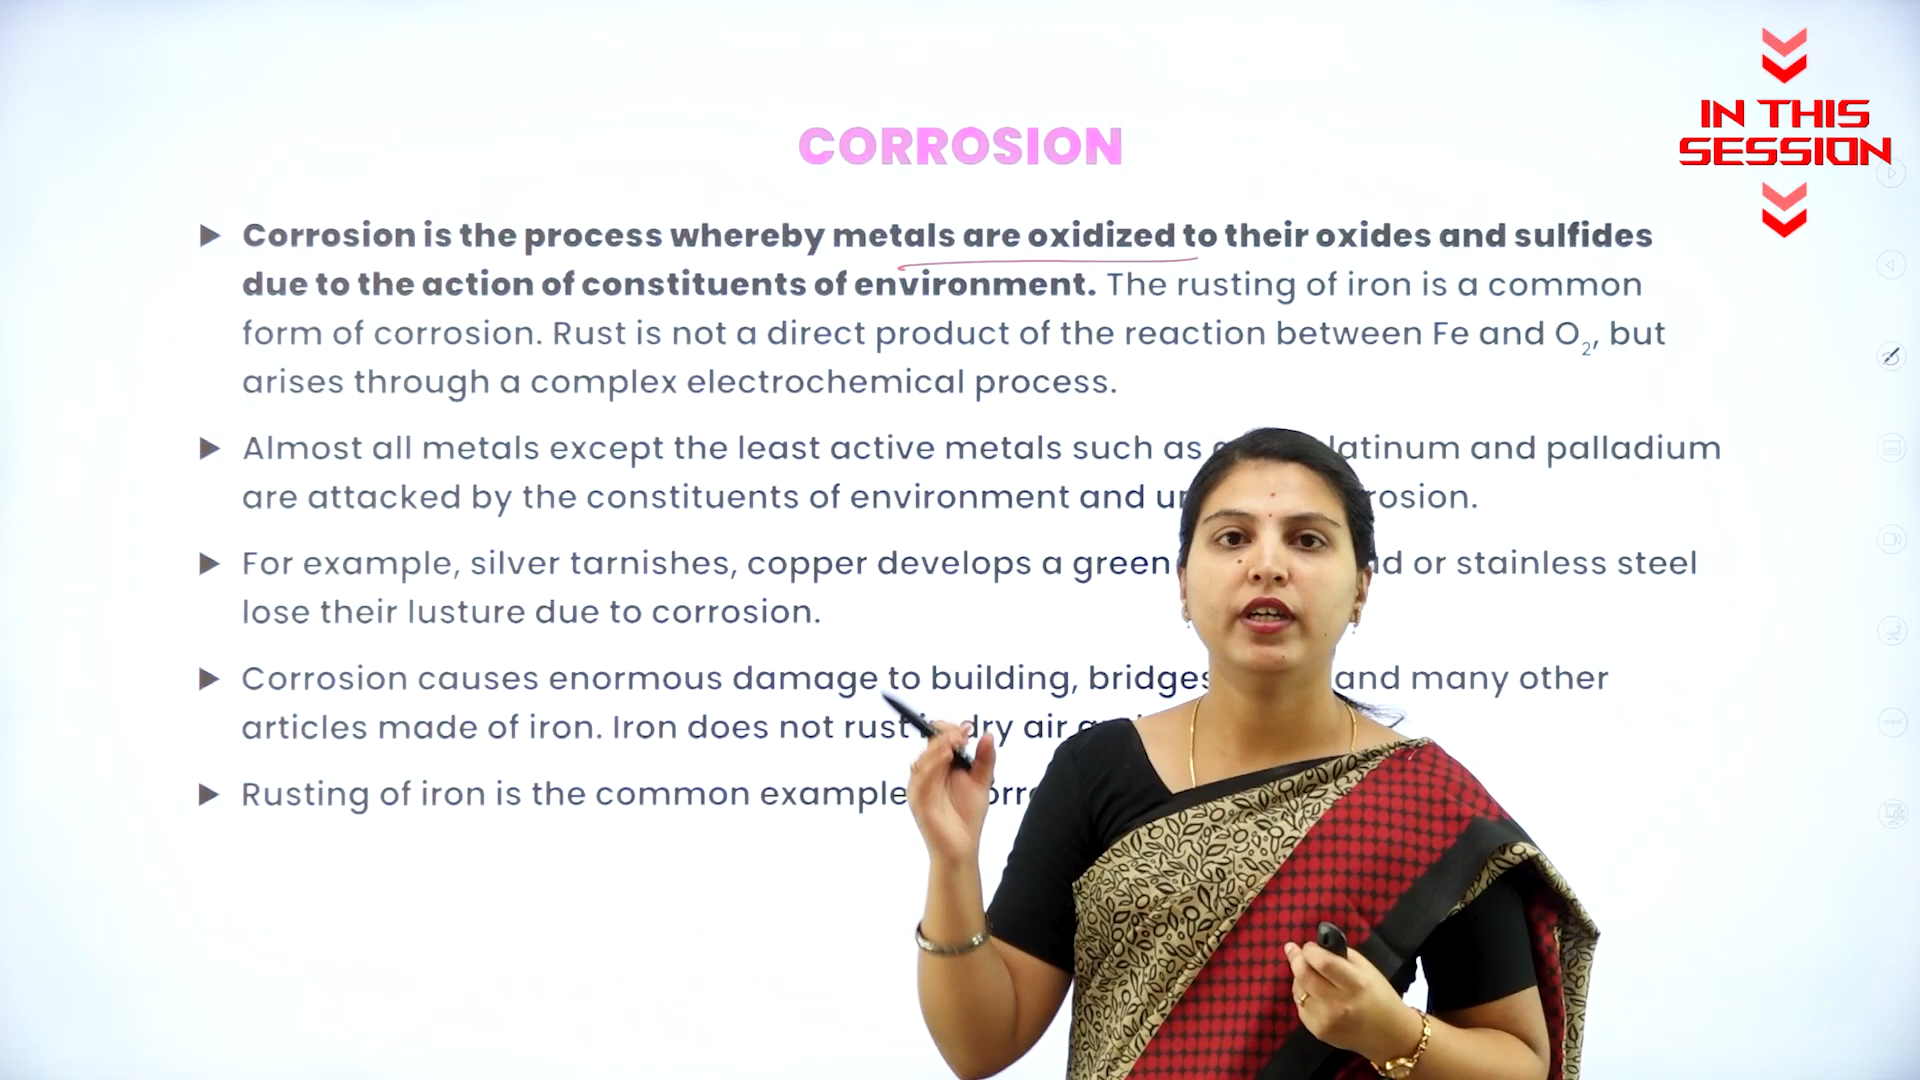 IN THIS
SESSION
CORROSION
Corrosion is the process whereby metals are oxidized to their oxides and sulfides
due to the action of constituents of environment. The rusting of iron is a common
form of corrosion. Rust is not a direct product of the reaction between Fe and O₂, but
arises through a complex electrochemical process.
Almost all metals except the least active metals such as and palladium
are attacked by the constituents of environment and
For example, silver tarnishes, copper develops a green or stainless steel
lose their lusture due to corrosion.
Corrosion causes enormous damage to building, bridges and many other
articles made of iron. Iron does not rust dry air
Rusting of iron is the common example